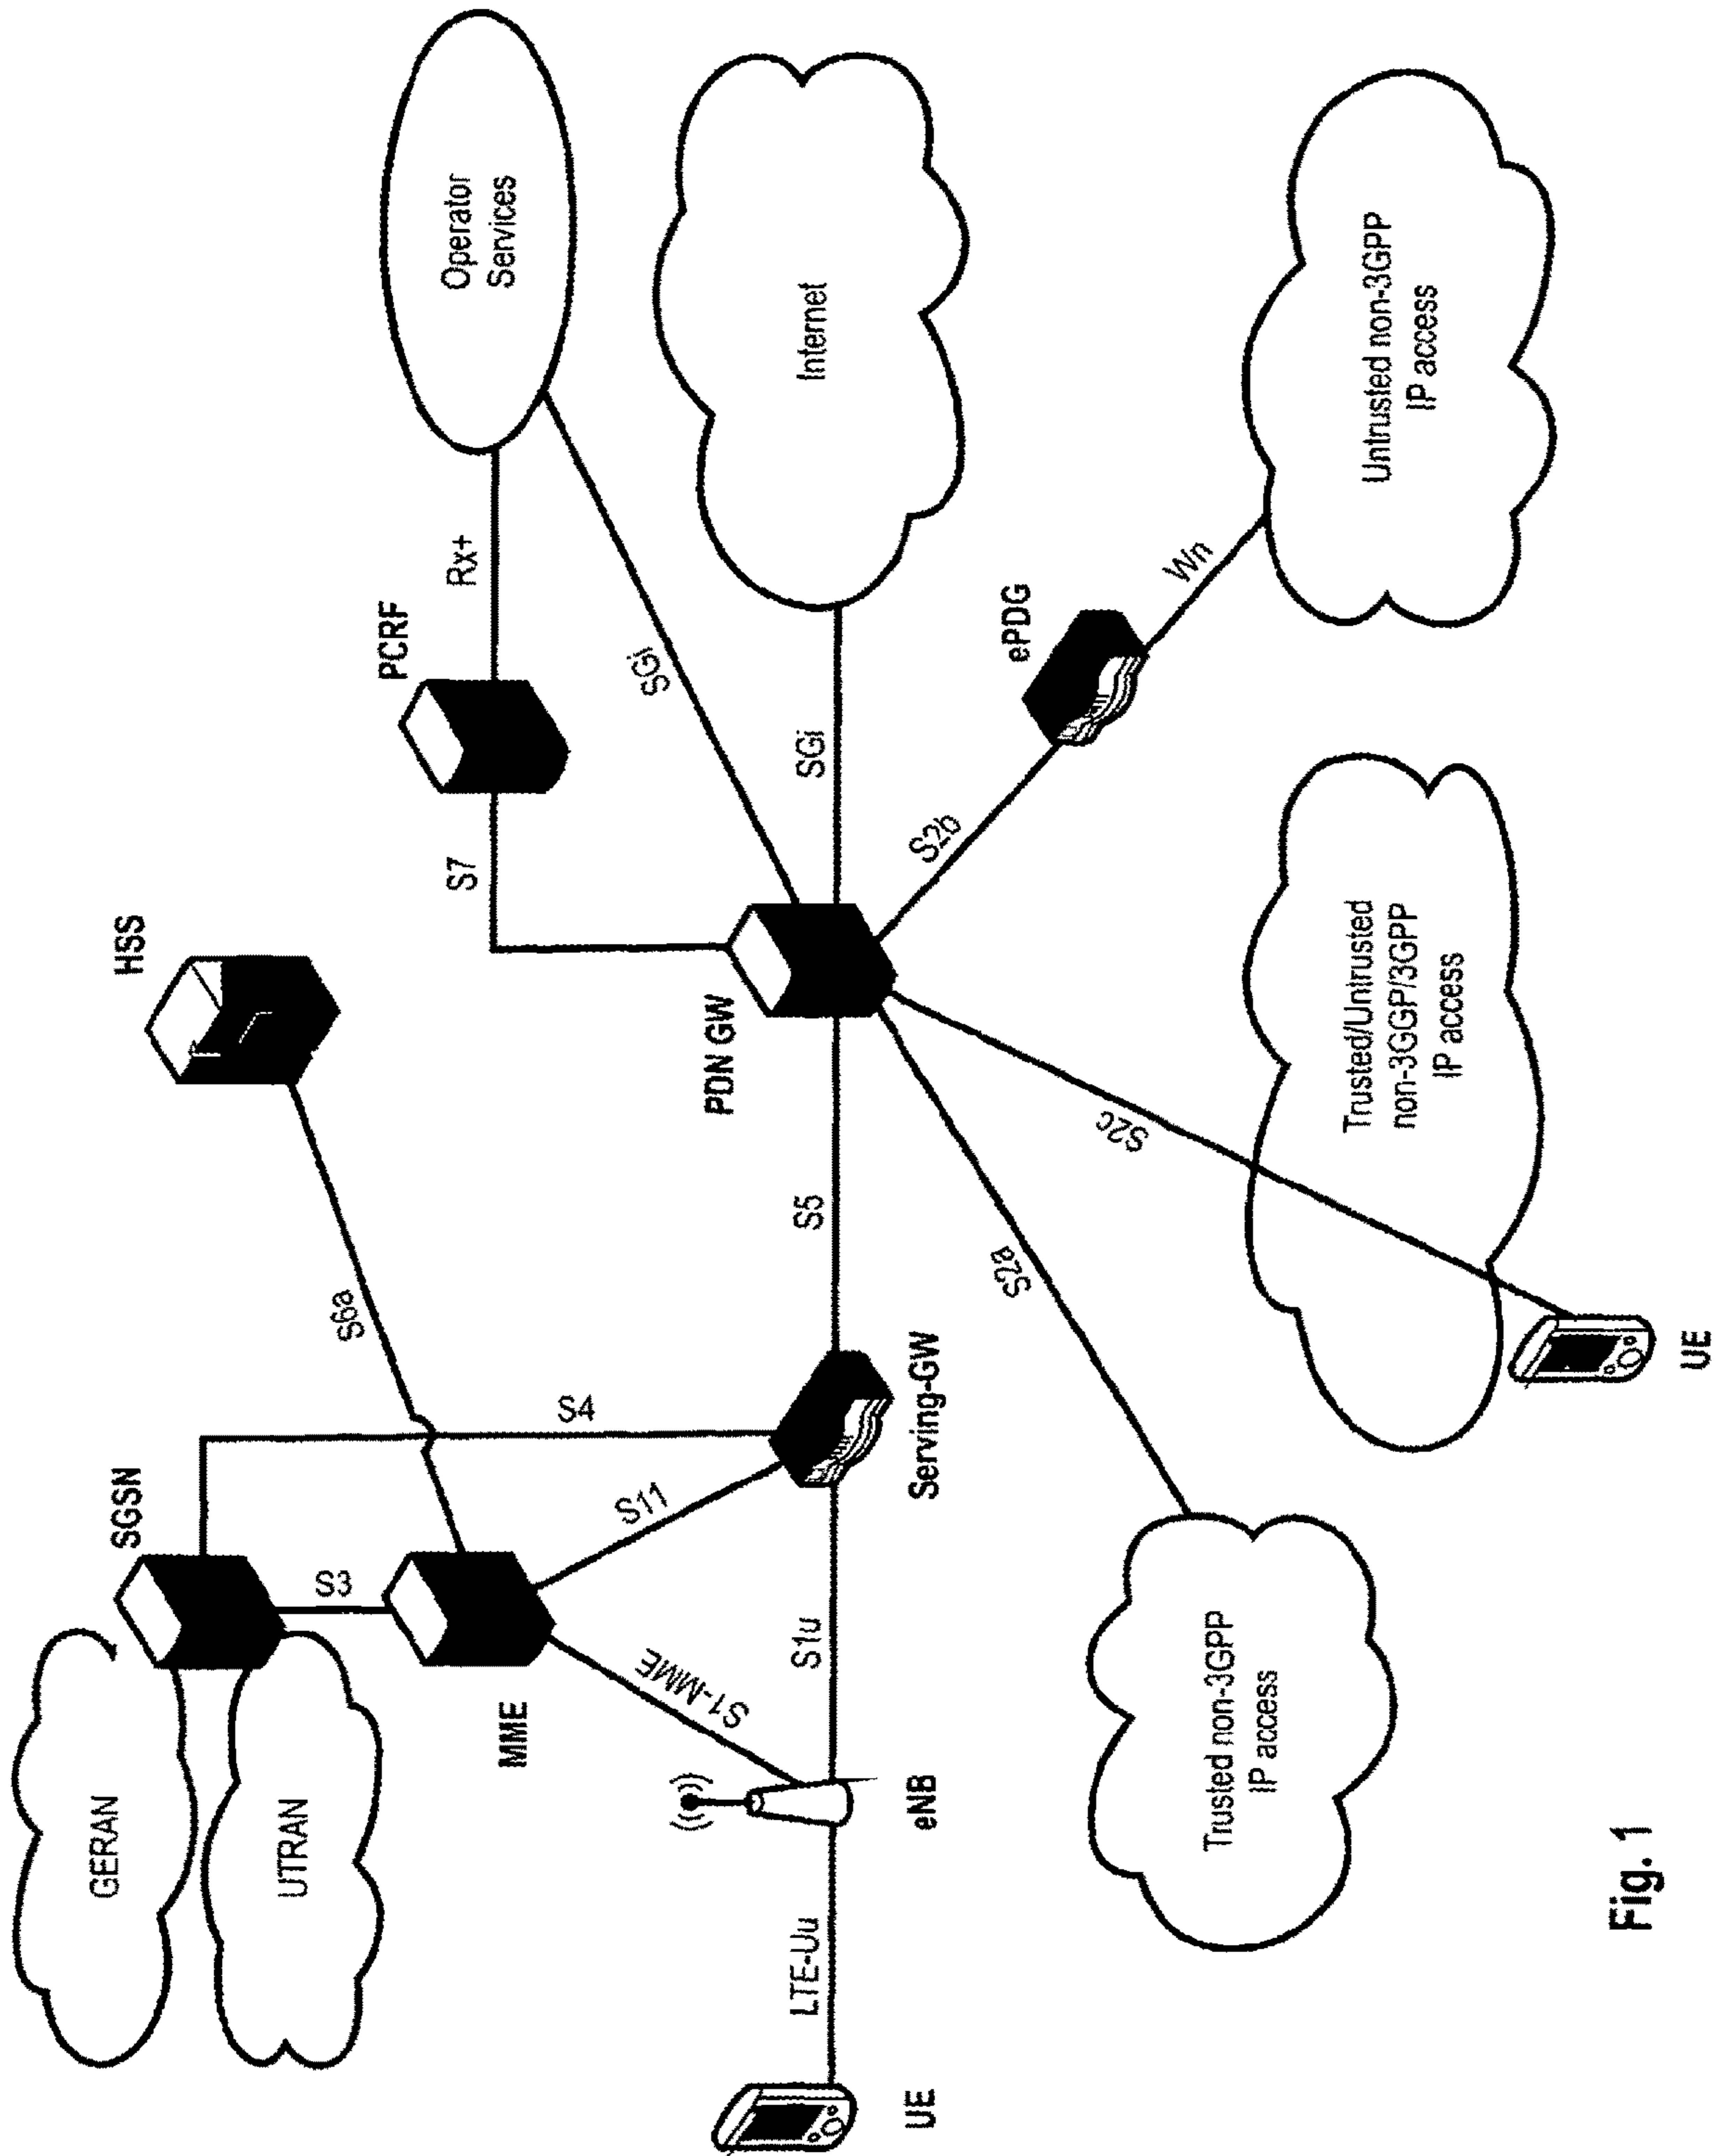 GERAN
UTRAN
SGSN
HSS
S3
S6a
S4
MME
S11
S1-MME
PCRF
S7
Rx+
Operator
Services
SGi
PDN GW
SGi
Internet
UE
LTE-Uu
eNB
S1u
Serving-GW
S5
S2a
S2c
S2b
ePDG
Wn
Trusted non-3GPP
IP access
Trusted/Untrusted
non-3GGP/3GPP
IP access
Untrusted non-3GPP
IP access
UE
Fig. 1